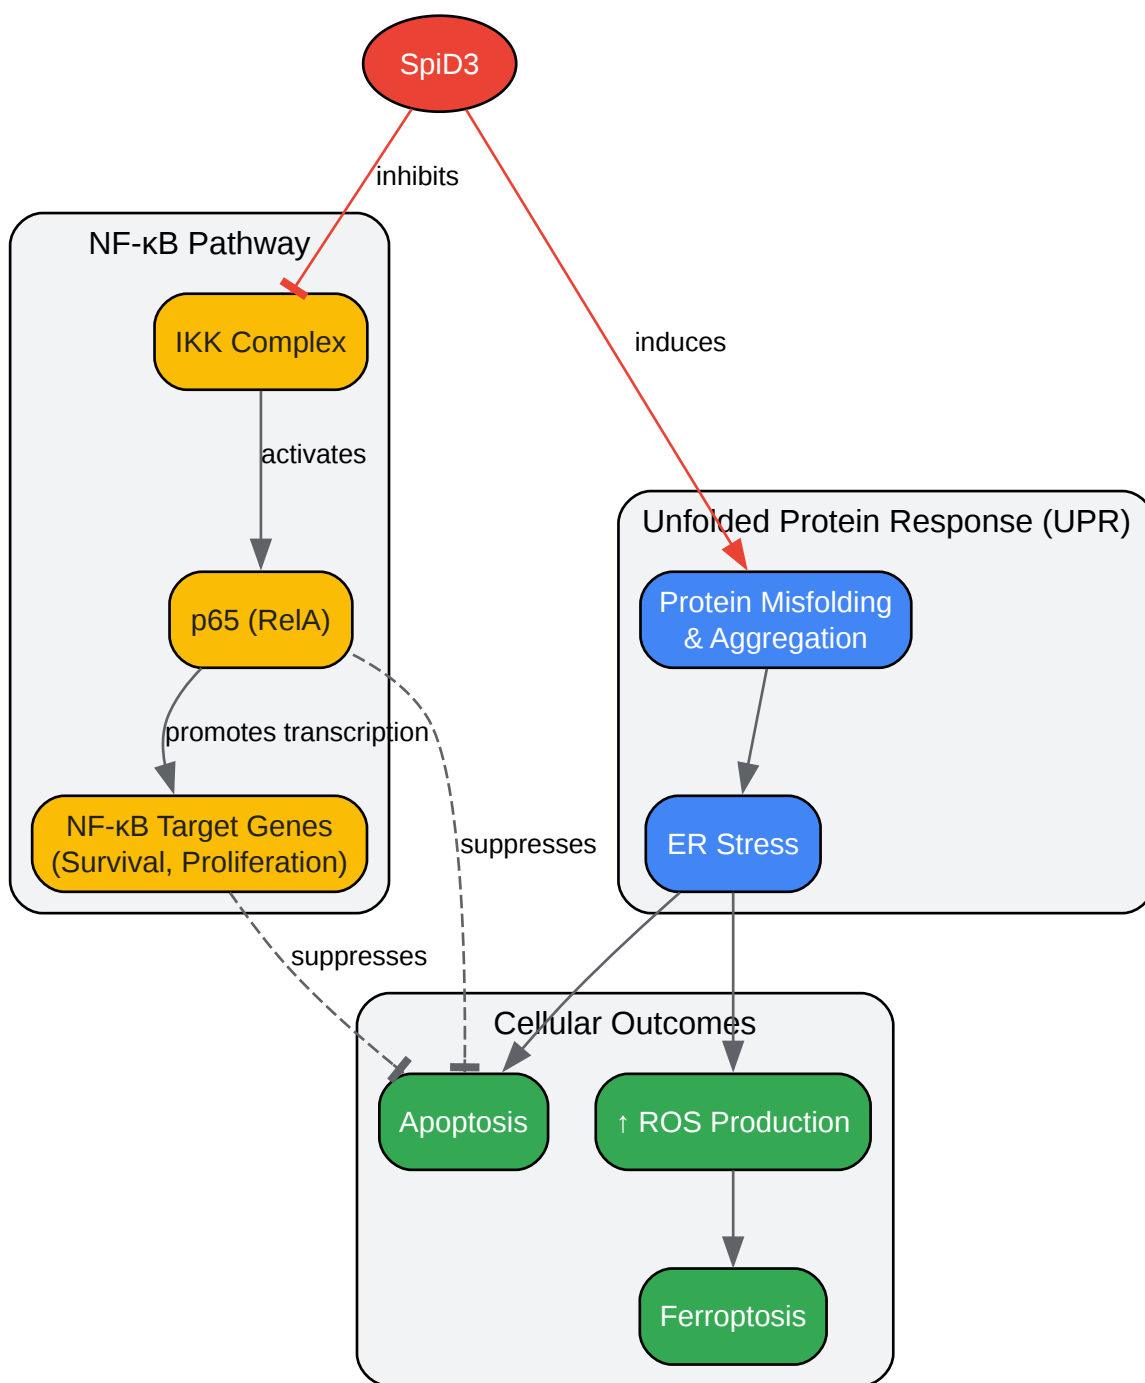 SpiD3
inhibits
NF-κB Pathway
IKK Complex
induces
activates
Unfolded Protein Response (UPR)
p65 (RelA)
Protein Misfolding
& Aggregation
promotes transcription
NF-κB Target Genes
(Survival, Proliferation)
suppresses
ER Stress
suppresses
Cellular Outcomes
Apoptosis
↑ ROS Production
Ferroptosis